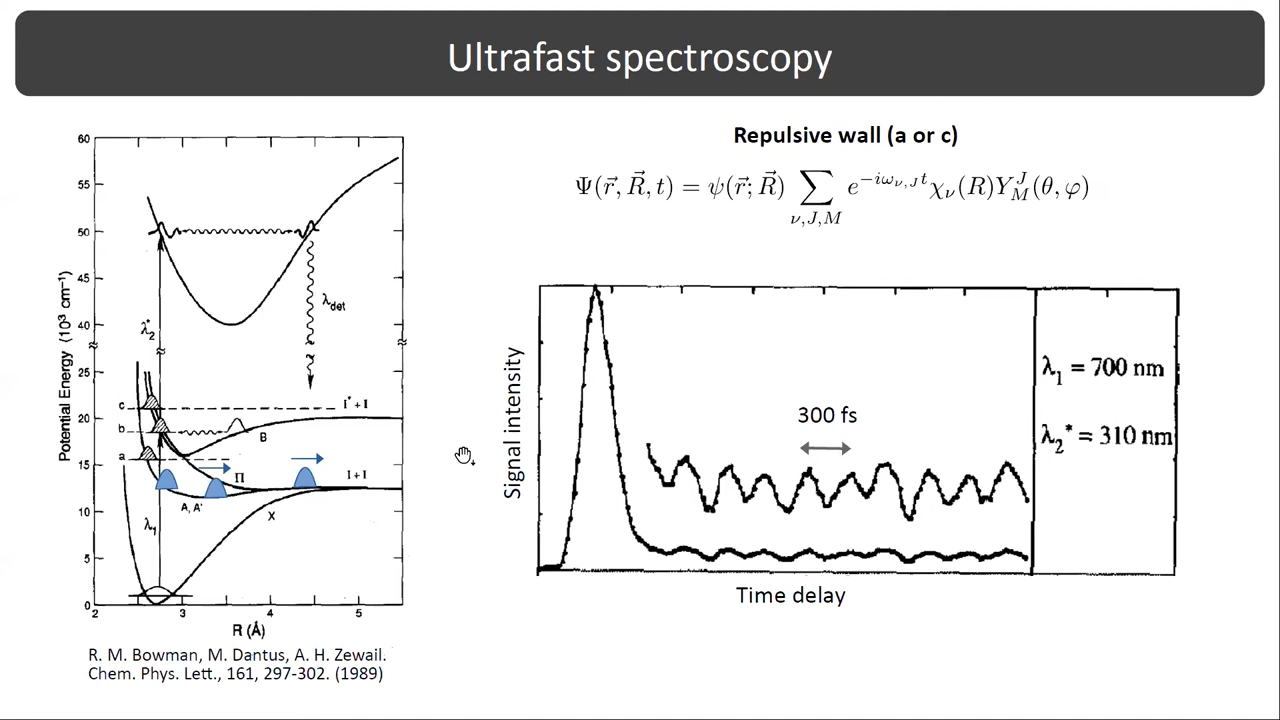 Ultrafast spectroscopy
Repulsive wall (a or c)
Ψ(r⃗, R⃗, t) = ψ(r⃗; R⃗) ∑ e^{−iω_{ν,J}t} χ_ν(R) Y_M^J(θ, φ)
ν,J,M
60
55
50
45
40
25
20
15
10
5
0
Potential Energy (10³ cm⁻¹)
λ₂*
λdet
c
I* + I
b
B
a
Π
I + I
A, A'
X
λ₁
2
3
4
5
R (Å)
Signal intensity
300 fs
λ₁ = 700 nm
λ₂* = 310 nm
Time delay
R. M. Bowman, M. Dantus, A. H. Zewail.
Chem. Phys. Lett., 161, 297-302. (1989)